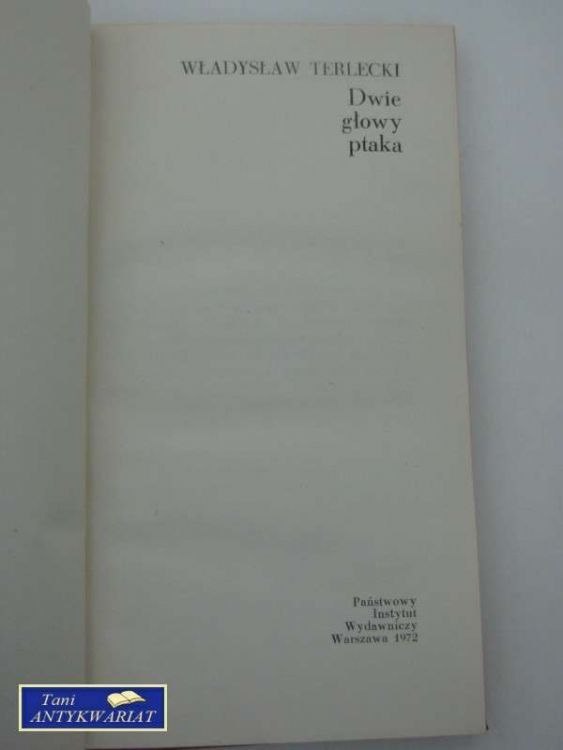 WŁADYSŁAW TERLECKI
Dwie
głowy
ptaka
Państwowy
Instytut
Wydawniczy
Warszawa 1972
Tani
ANTYKWARIAT